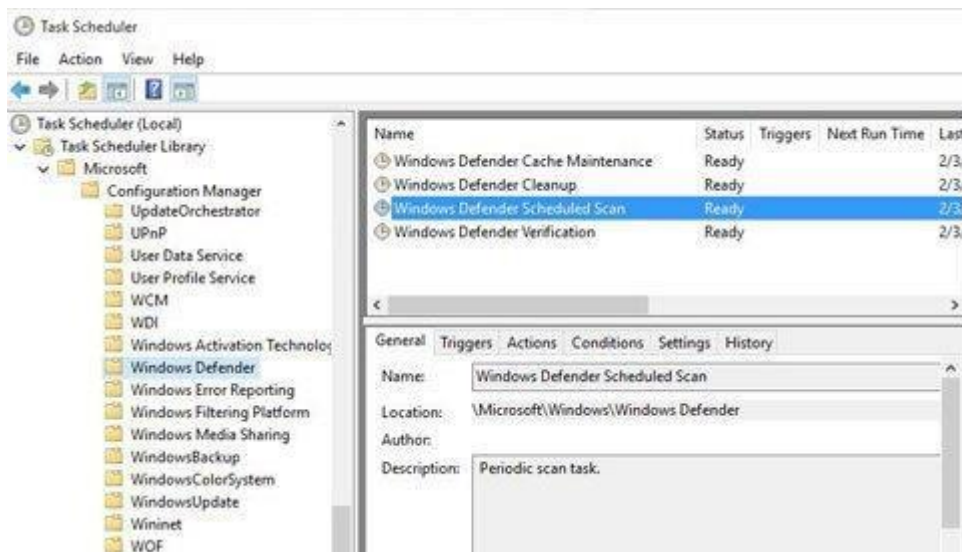 Task Scheduler
File Action View Help
Task Scheduler (Local)
Task Scheduler Library
Microsoft
Configuration Manager
UpdateOrchestrator
UPnP
User Data Service
User Profile Service
WCM
WDI
Windows Activation Technolog
Windows Defender
Windows Error Reporting
Windows Filtering Platform
Windows Media Sharing
WindowsBackup
WindowsColorSystem
WindowsUpdate
Wininet
WOF
Name Status Triggers Next Run Time Last
Windows Defender Cache Maintenance Ready 2/3/
Windows Defender Cleanup Ready 2/3/
Windows Defender Scheduled Scan Ready 2/3/
Windows Defender Verification Ready 2/3/
General Triggers Actions Conditions Settings History
Name: Windows Defender Scheduled Scan
Location: \Microsoft\Windows\Windows Defender
Author:
Description: Periodic scan task.